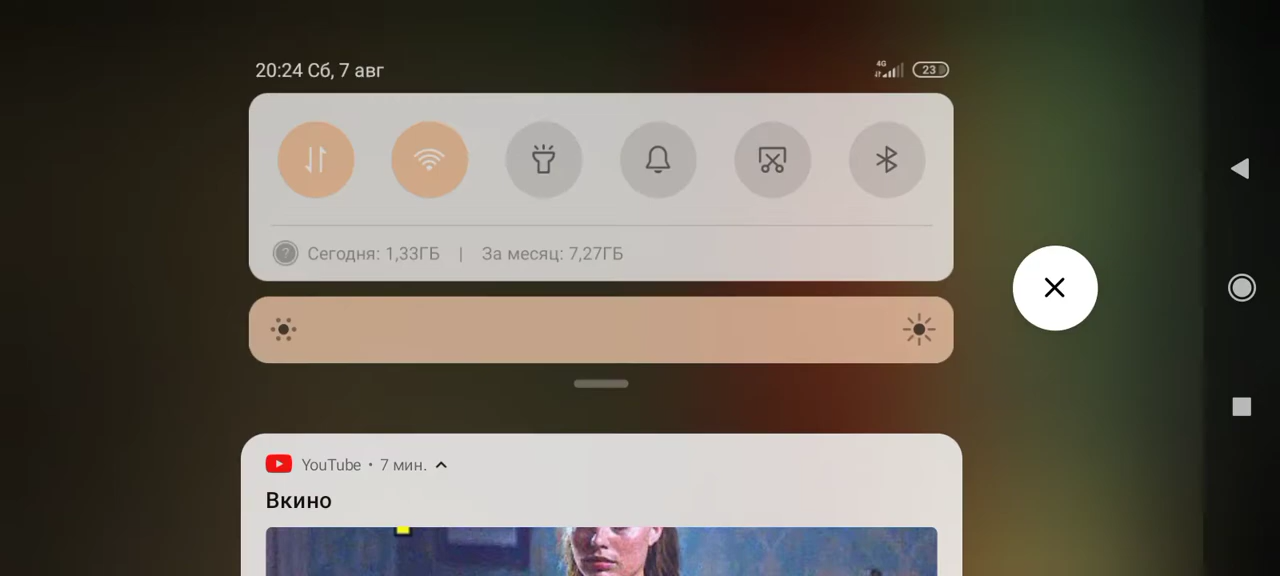 20:24 Сб, 7 авг
4G 23
Сегодня: 1,33ГБ | За месяц: 7,27ГБ
YouTube • 7 мин.
Вкино